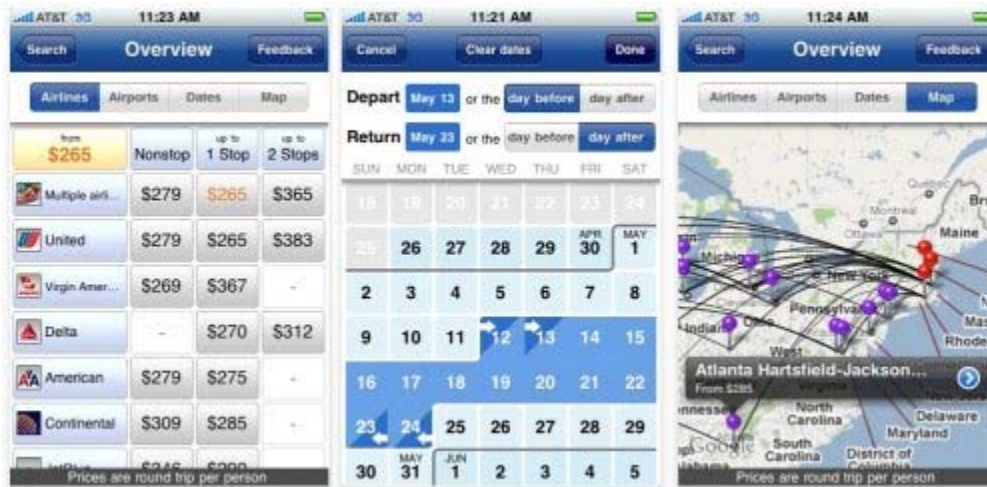 AT&T 3G 11:23 AM
Search Overview Feedback
Airlines Airports Dates Map
from
$265
Nonstop
up to
1 Stop
up to
2 Stops
Multiple airli... $279 $265 $365
United $279 $265 $383
Virgin Amer... $269 $367 -
Delta - $270 $312
American $279 $275 -
Continental $309 $285 -
Prices are round trip per person
AT&T 3G 11:21 AM
Cancel Clear dates Done
Depart May 13 or the day before day after
Return May 23 or the day before day after
SUN MON TUE WED THU FRI SAT
18 19 20 21 22 23 24
APR MAY
25 26 27 28 29 30 1
2 3 4 5 6 7 8
9 10 11 12 13 14 15
16 17 18 19 20 21 22
23 24 25 26 27 28 29
MAY JUN
30 31 1 2 3 4 5
AT&T 3G 11:24 AM
Search Overview Feedback
Airlines Airports Dates Map
Montreal
Ottawa
Maine
New York
Pennsylvania
Rhode
West
Atlanta Hartsfield-Jackson...
From $285
Virginia
North
Carolina
Delaware
Maryland
Google
South
Carolina
District of
Columbia
Prices are round trip per person